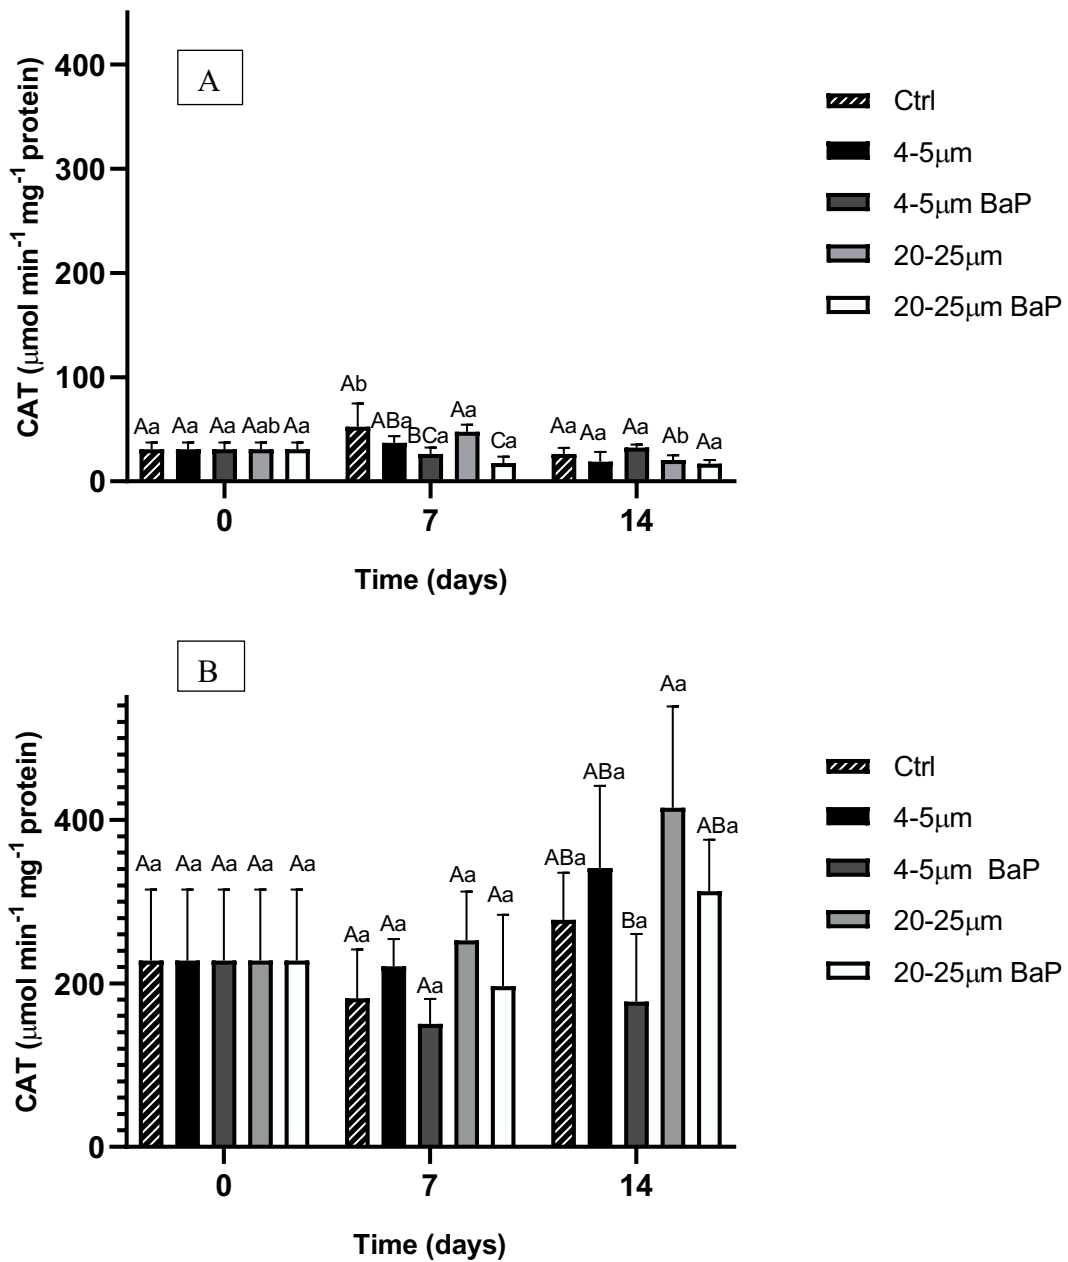 A
CAT (μmol min⁻¹ mg⁻¹ protein)
400
300
200
100
0
Aa Aa Aa Aab Aa
Ab ABa BCa Aa Ca
Aa Aa Aa Ab Aa
0 7 14
Time (days)
Ctrl
4-5μm
4-5μm BaP
20-25μm
20-25μm BaP
B
CAT (μmol min⁻¹ mg⁻¹ protein)
400
200
0
Aa Aa Aa Aa Aa
Aa Aa Aa Aa Aa
ABa ABa Ba Aa ABa
0 7 14
Time (days)
Ctrl
4-5μm
4-5μm BaP
20-25μm
20-25μm BaP